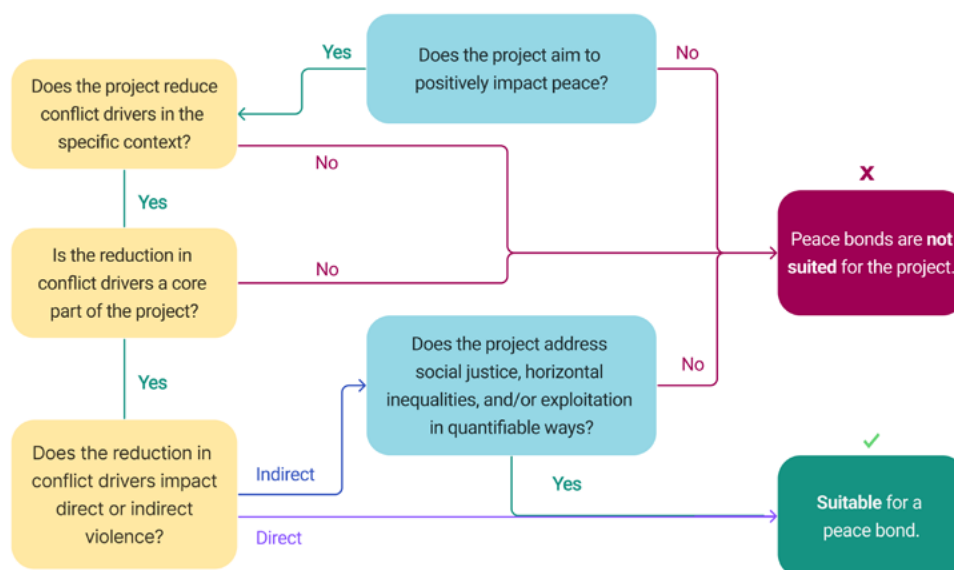 Does the project aim to
positively impact peace?
Yes
No
Does the project reduce
conflict drivers in the
specific context?
No
Yes
x
Peace bonds are not
suited for the project.
Is the reduction in
conflict drivers a core
part of the project?
No
Yes
Does the project address
social justice, horizontal
inequalities, and/or exploitation
in quantifiable ways?
No
Yes
Does the reduction in
conflict drivers impact
direct or indirect
violence?
Indirect
Direct
Suitable for a
peace bond.